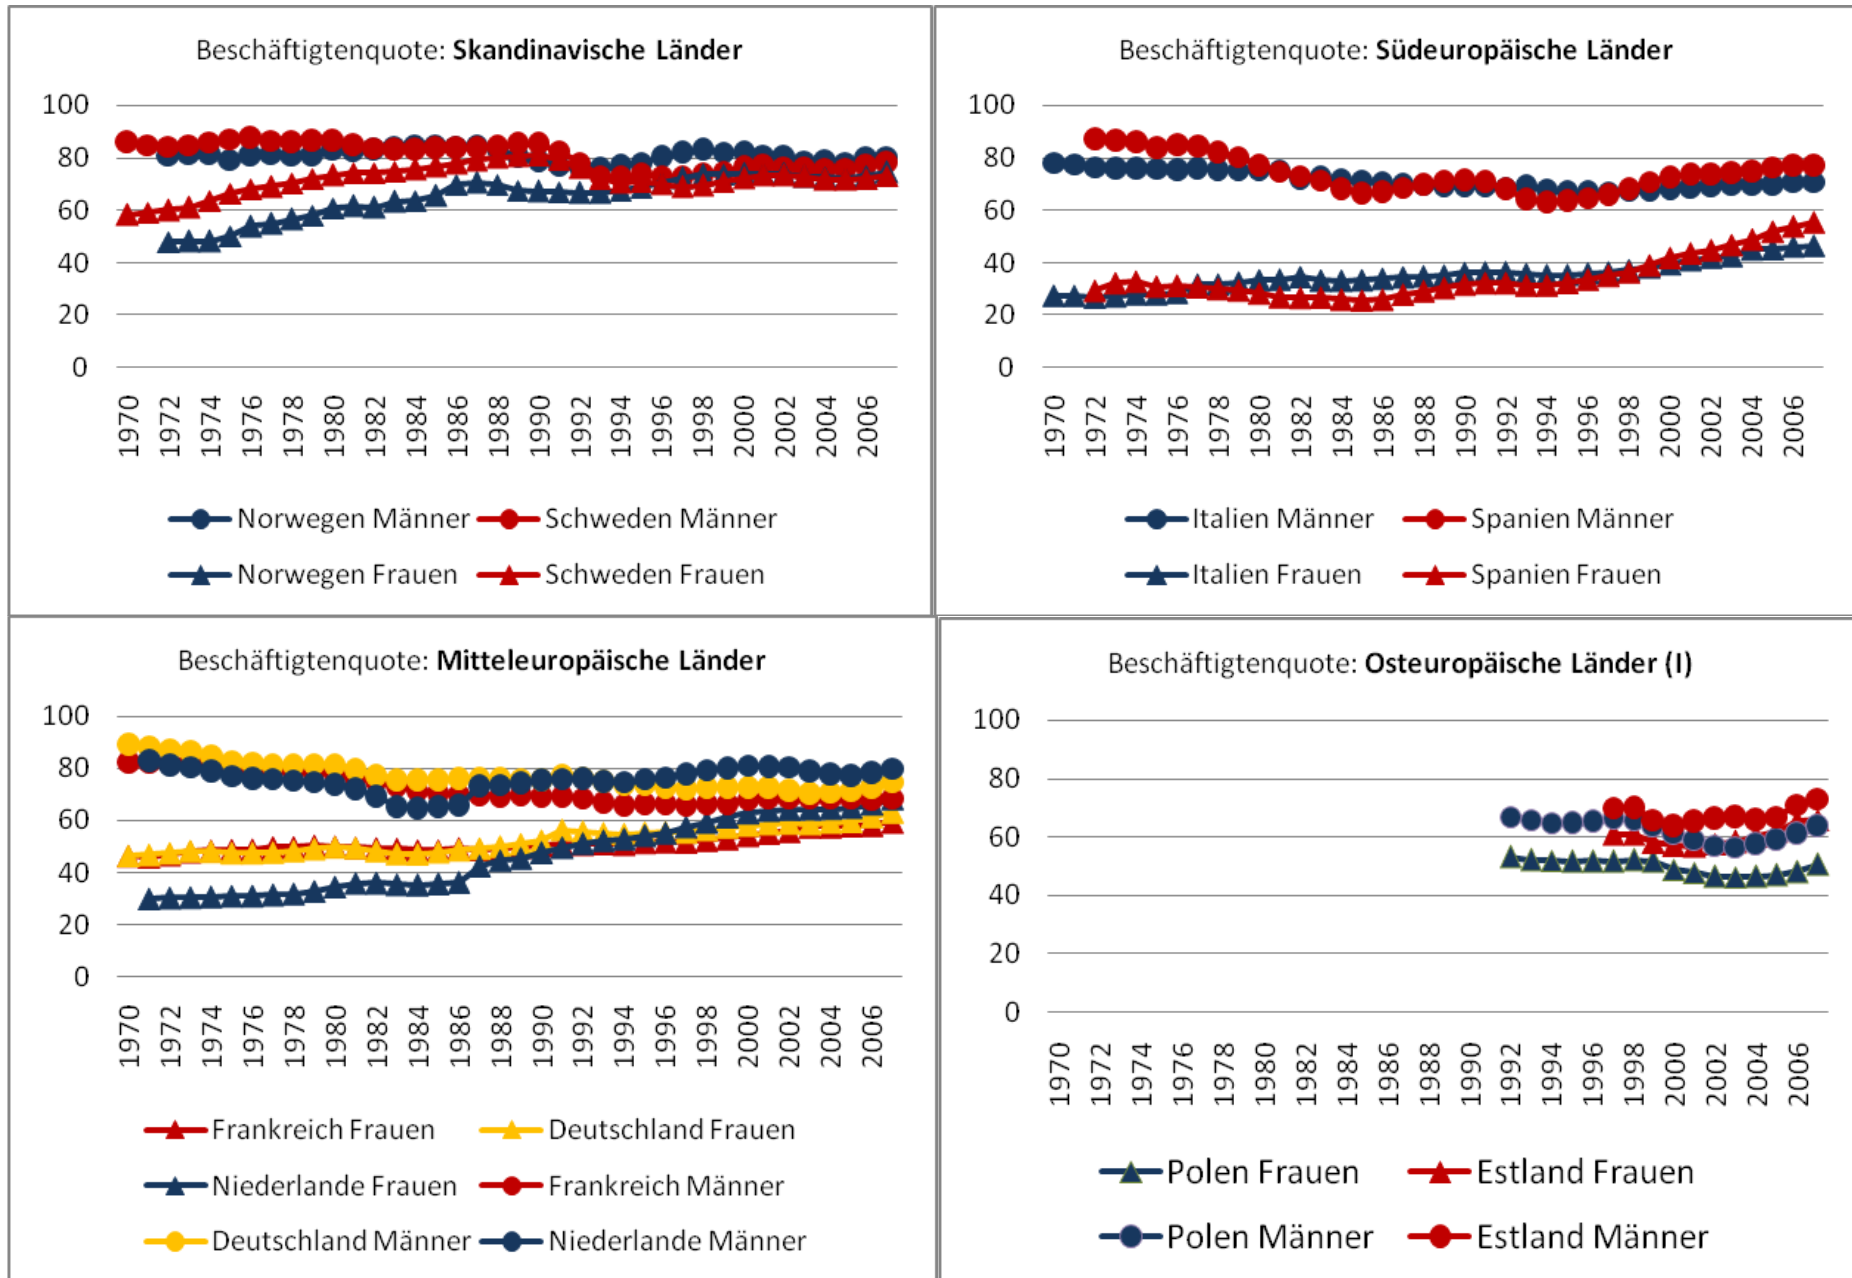 Beschäftigtenquote: Skandinavische Länder
100
80
60
40
20
0
1970 1972 1974 1976 1978 1980 1982 1984 1986 1988 1990 1992 1994 1996 1998 2000 2002 2004 2006
Norwegen Männer Schweden Männer
Norwegen Frauen Schweden Frauen
Beschäftigtenquote: Südeuropäische Länder
100
80
60
40
20
0
1970 1972 1974 1976 1978 1980 1982 1984 1986 1988 1990 1992 1994 1996 1998 2000 2002 2004 2006
Italien Männer Spanien Männer
Italien Frauen Spanien Frauen
Beschäftigtenquote: Mitteleuropäische Länder
100
80
60
40
20
0
1970 1972 1974 1976 1978 1980 1982 1984 1986 1988 1990 1992 1994 1996 1998 2000 2002 2004 2006
Frankreich Frauen Deutschland Frauen
Niederlande Frauen Frankreich Männer
Deutschland Männer Niederlande Männer
Beschäftigtenquote: Osteuropäische Länder (I)
100
80
60
40
20
0
1970 1972 1974 1976 1978 1980 1982 1984 1986 1988 1990 1992 1994 1996 1998 2000 2002 2004 2006
Polen Frauen Estland Frauen
Polen Männer Estland Männer